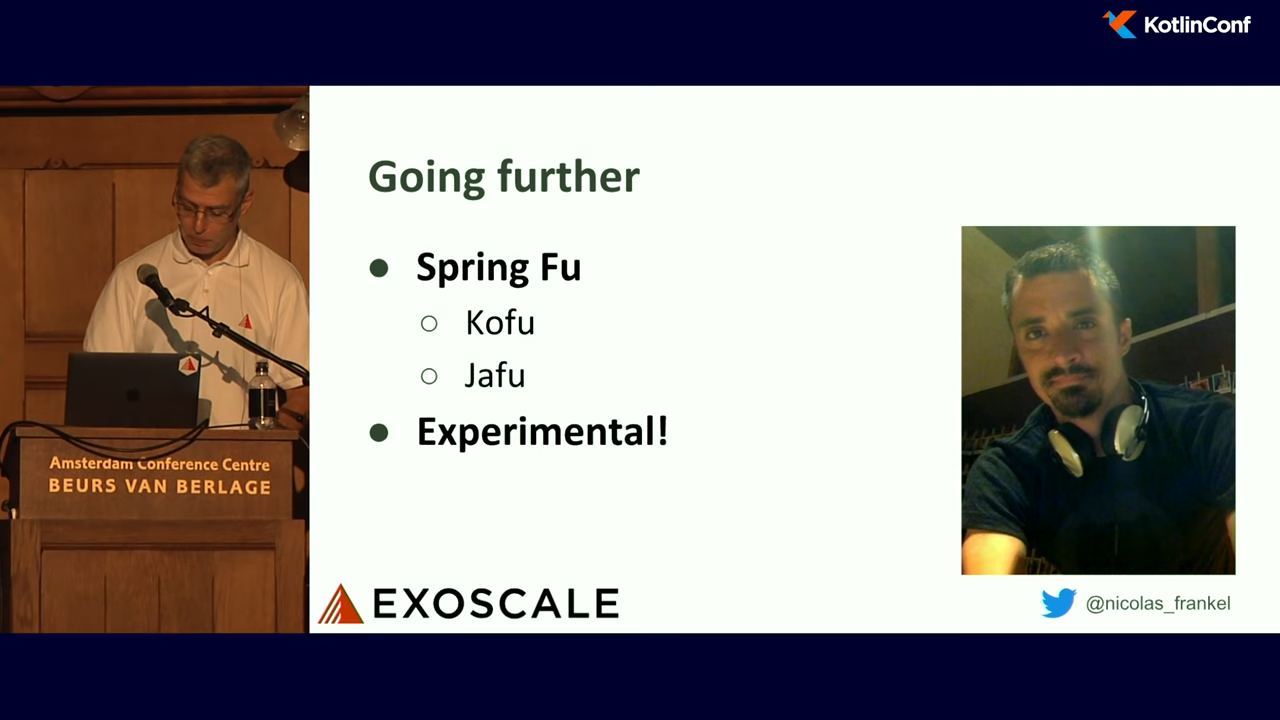 KotlinConf
Going further
Spring Fu
Kofu
Jafu
Experimental!
Amsterdam Conference Centre
BEURS VAN BERLAGE
EXOSCALE
@nicolas_frankel